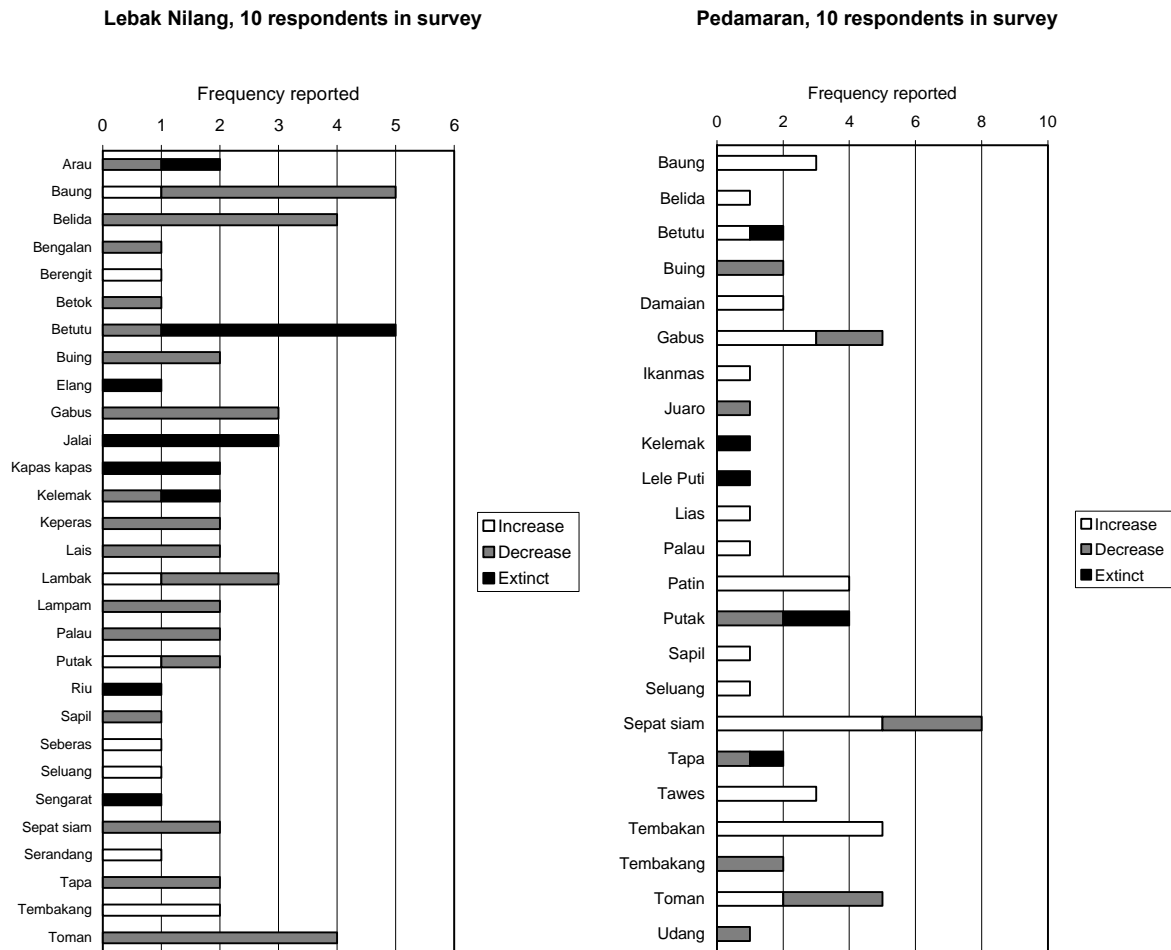 Lebak Nilang, 10 respondents in survey
Frequency reported
0 1 2 3 4 5 6
Arau
Baung
Belida
Bengalan
Berengit
Betok
Betutu
Buing
Elang
Gabus
Jalai
Kapas kapas
Kelemak
Keperas
Lais
Lambak
Lampam
Palau
Putak
Riu
Sapil
Seberas
Seluang
Sengarat
Sepat siam
Serandang
Tapa
Tembakang
Toman
Increase
Decrease
Extinct
Pedamaran, 10 respondents in survey
Frequency reported
0 2 4 6 8 10
Baung
Belida
Betutu
Buing
Damaian
Gabus
Ikanmas
Juaro
Kelemak
Lele Puti
Lias
Palau
Patin
Putak
Sapil
Seluang
Sepat siam
Tapa
Tawes
Tembakan
Tembakang
Toman
Udang
Increase
Decrease
Extinct